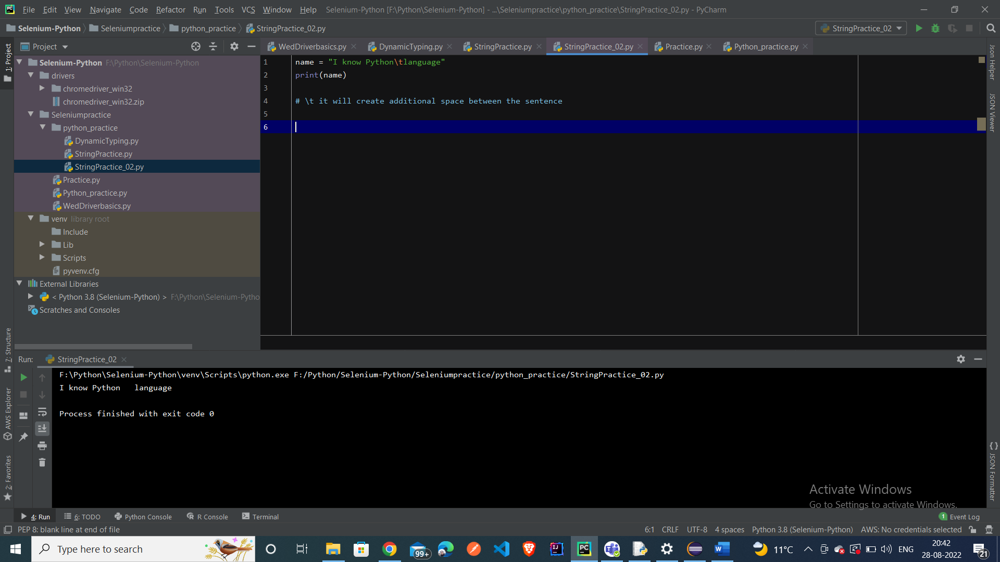 File Edit View Navigate Code Refactor Run Tools VCS Window Help Selenium-Python [F:\Python\Selenium-Python] - ...\Seleniumpractice\python_practice\StringPractice_02.py - PyCharm
Selenium-Python Seleniumpractice python_practice StringPractice_02.py StringPractice_02
Project WedDriverbasics.py DynamicTyping.py StringPractice.py StringPractice_02.py Practice.py Python_practice.py
1: Project
Selenium-Python F:\Python\Selenium-Python
drivers
chromedriver_win32
chromedriver_win32.zip
Seleniumpractice
python_practice
DynamicTyping.py
StringPractice.py
StringPractice_02.py
Practice.py
Python_practice.py
WedDriverbasics.py
venv library root
Include
Lib
Scripts
pyvenv.cfg
External Libraries
< Python 3.8 (Selenium-Python) > F:\Python\Selenium-Pytho
Scratches and Consoles
1 name = "I know Python\tlanguage"
2 print(name)
3
4 # \t it will create additional space between the sentence
5
6
Json Helper
JSON Viewer
7: Structure
AWS Explorer
2: Favorites
JSON Formatter
Run: StringPractice_02
F:\Python\Selenium-Python\venv\Scripts\python.exe F:/Python/Selenium-Python/Seleniumpractice/python_practice/StringPractice_02.py
I know Python language
Process finished with exit code 0
Activate Windows
Go to Settings to activate Windows.
4: Run 6: TODO Python Console R Console Terminal 1 Event Log
PEP 8: blank line at end of file 6:1 CRLF UTF-8 4 spaces Python 3.8 (Selenium-Python) AWS: No credentials selected
Type here to search 99+ IJ PC W 11°C ENG 20:42
28-08-2022 21